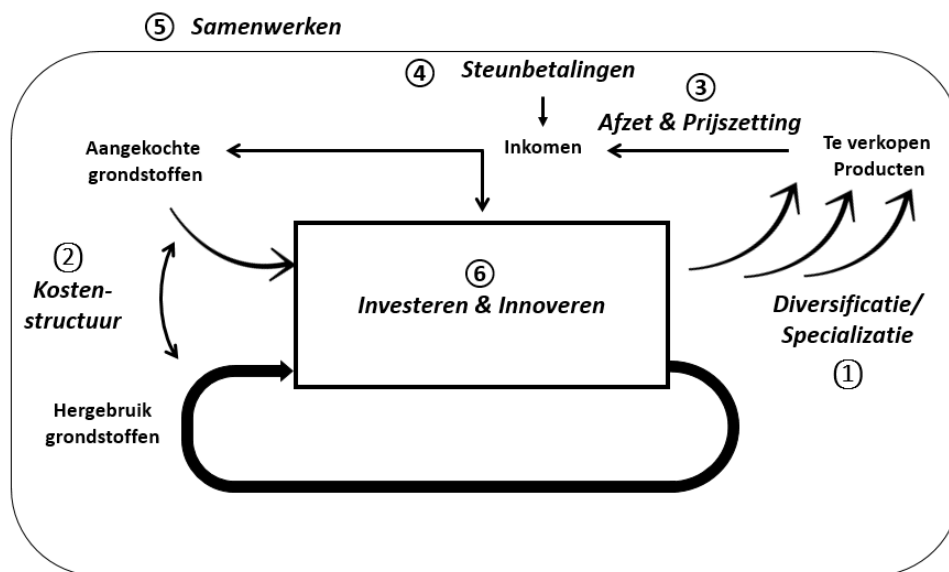 ⑤ Samenwerken
④ Steunbetalingen
③
Afzet & Prijszetting
Inkomen
Te verkopen
Producten
Aangekochte
grondstoffen
②
Kosten-
structuur
⑥
Investeren & Innoveren
Diversificatie/
Specializatie
①
Hergebruik
grondstoffen